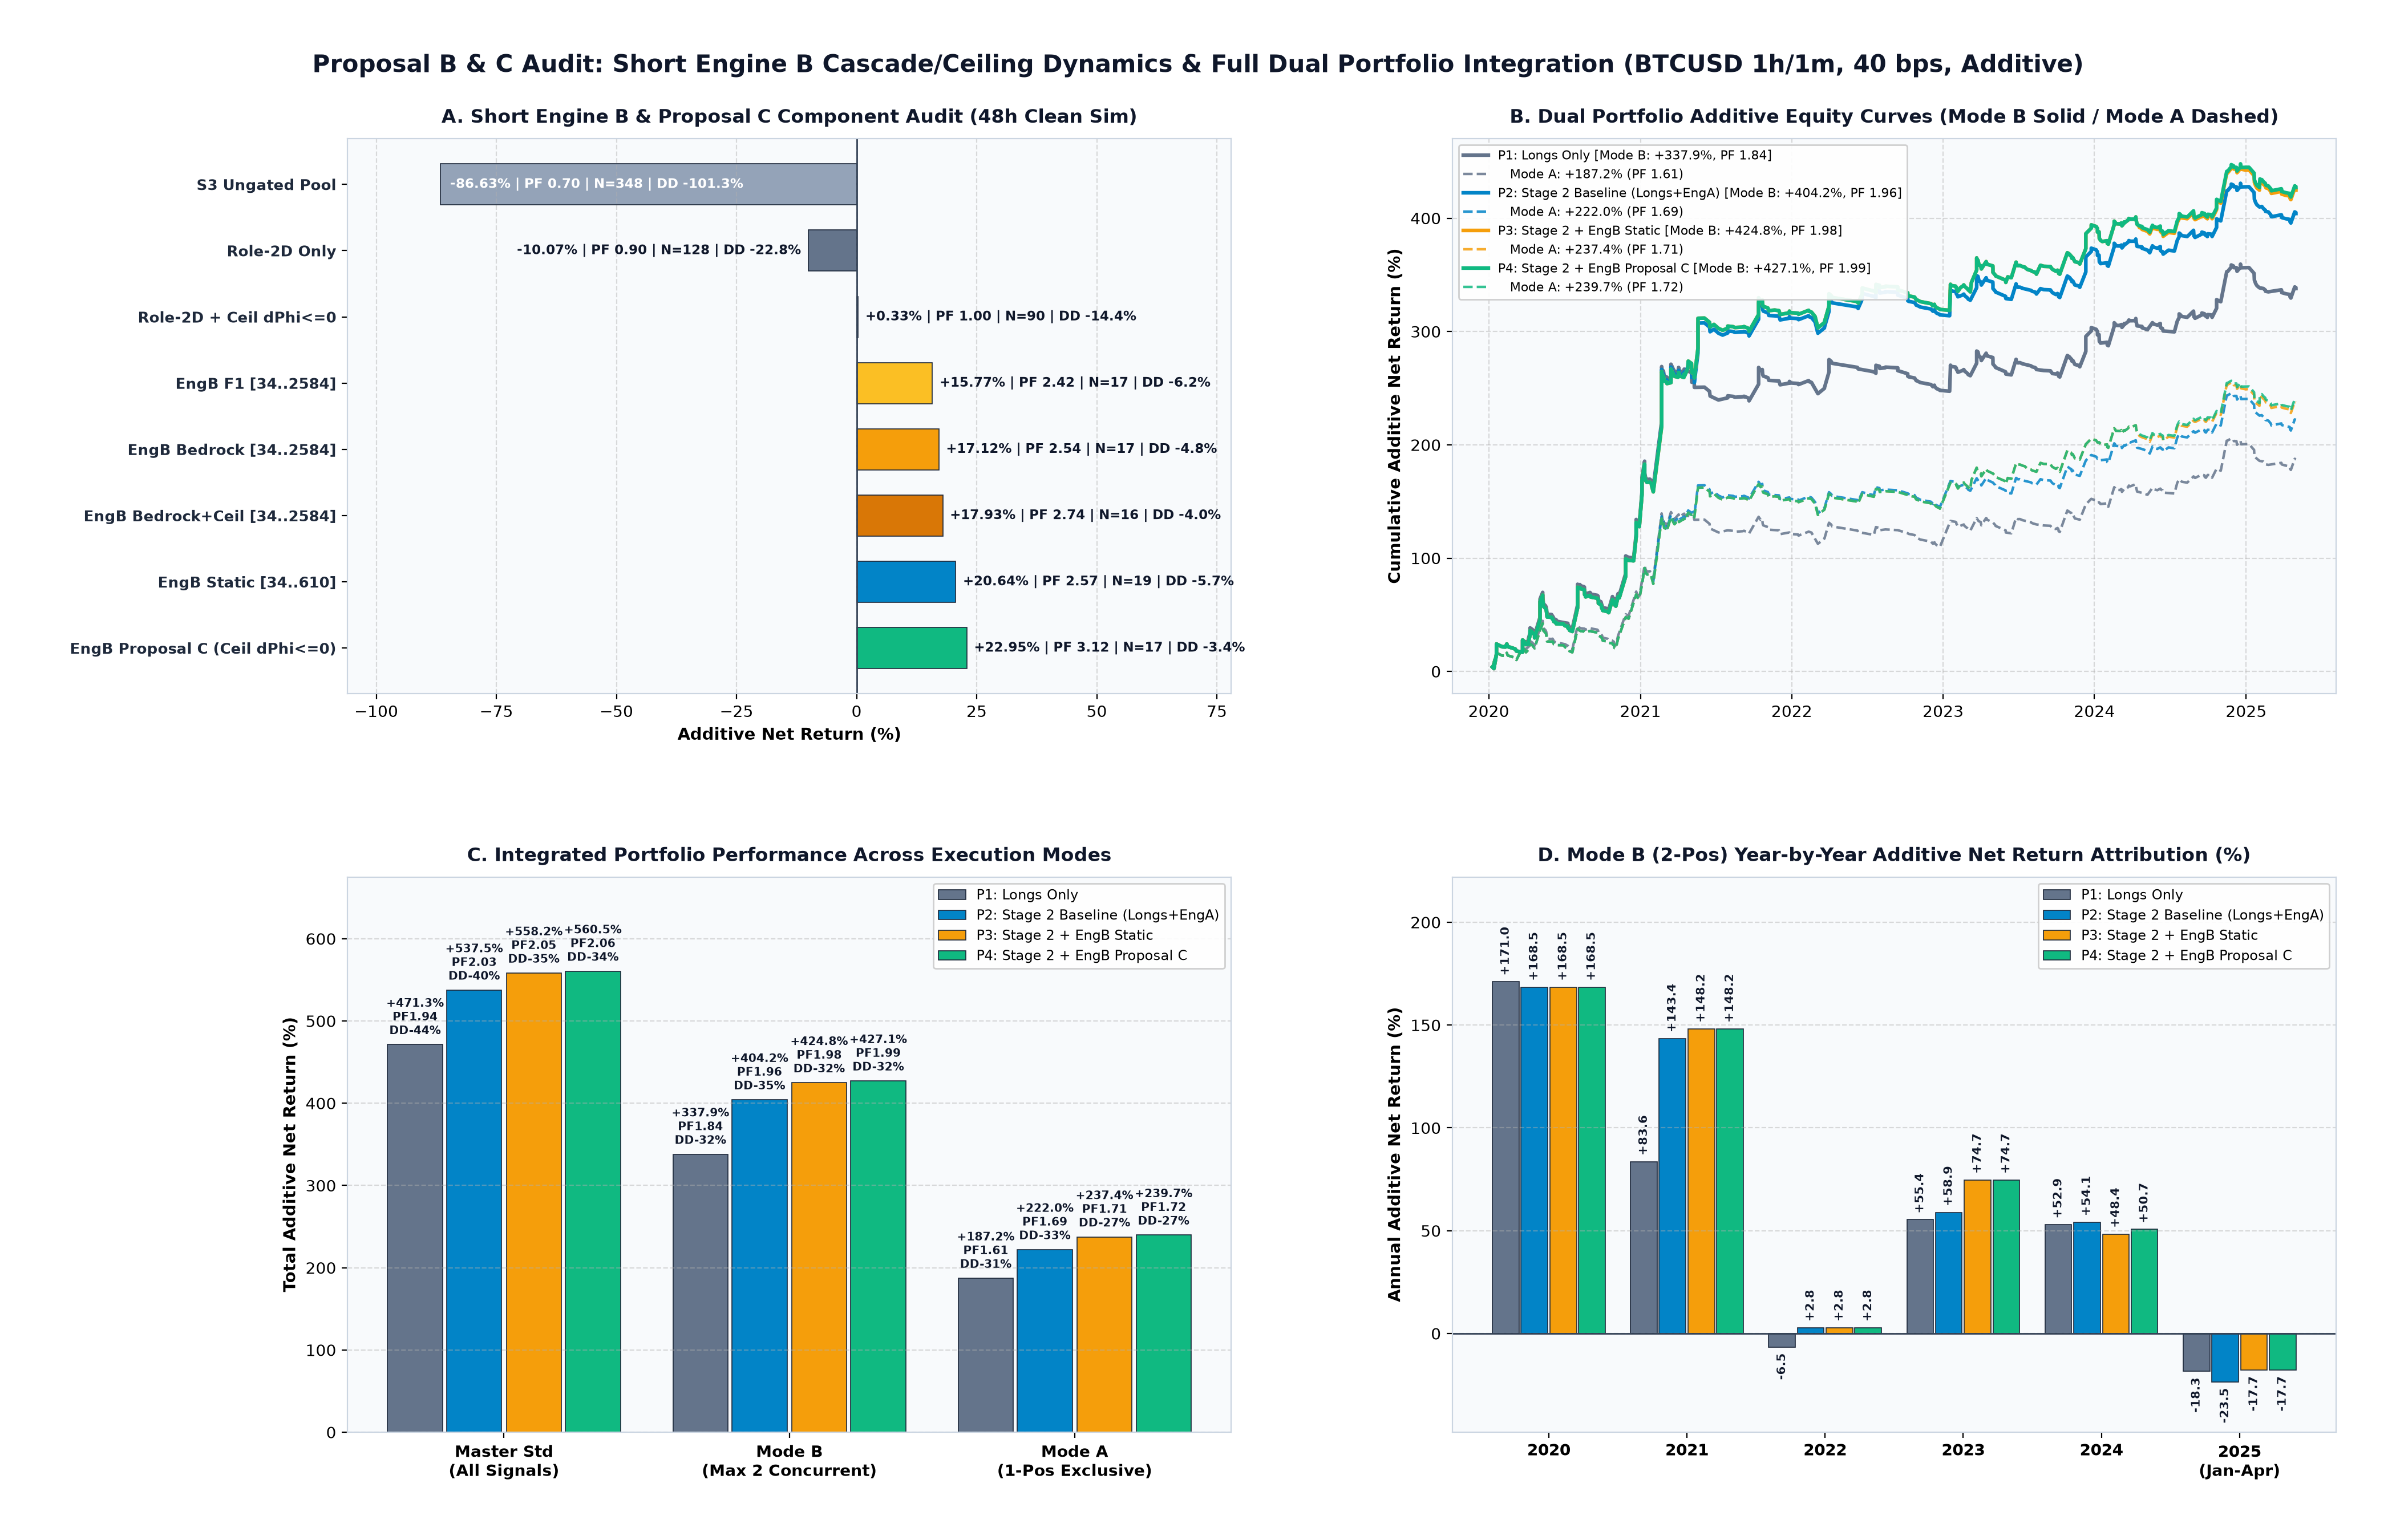 Proposal B & C Audit: Short Engine B Cascade/Ceiling Dynamics & Full Dual Portfolio Integration (BTCUSD 1h/1m, 40 bps, Additive)
A. Short Engine B & Proposal C Component Audit (48h Clean Sim)
S3 Ungated Pool
-86.63% | PF 0.70 | N=348 | DD -101.3%
Role-2D Only
-10.07% | PF 0.90 | N=128 | DD -22.8%
Role-2D + Ceil dPhi<=0
+0.33% | PF 1.00 | N=90 | DD -14.4%
EngB F1 [34..2584]
+15.77% | PF 2.42 | N=17 | DD -6.2%
EngB Bedrock [34..2584]
+17.12% | PF 2.54 | N=17 | DD -4.8%
EngB Bedrock+Ceil [34..2584]
+17.93% | PF 2.74 | N=16 | DD -4.0%
EngB Static [34..610]
+20.64% | PF 2.57 | N=19 | DD -5.7%
EngB Proposal C (Ceil dPhi<=0)
+22.95% | PF 3.12 | N=17 | DD -3.4%
−100 −75 −50 −25 0 25 50 75
Additive Net Return (%)
B. Dual Portfolio Additive Equity Curves (Mode B Solid / Mode A Dashed)
P1: Longs Only [Mode B: +337.9%, PF 1.84]
Mode A: +187.2% (PF 1.61)
P2: Stage 2 Baseline (Longs+EngA) [Mode B: +404.2%, PF 1.96]
Mode A: +222.0% (PF 1.69)
P3: Stage 2 + EngB Static [Mode B: +424.8%, PF 1.98]
Mode A: +237.4% (PF 1.71)
P4: Stage 2 + EngB Proposal C [Mode B: +427.1%, PF 1.99]
Mode A: +239.7% (PF 1.72)
Cumulative Additive Net Return (%)
400
300
200
100
0
2020 2021 2022 2023 2024 2025
C. Integrated Portfolio Performance Across Execution Modes
P1: Longs Only
P2: Stage 2 Baseline (Longs+EngA)
P3: Stage 2 + EngB Static
P4: Stage 2 + EngB Proposal C
Total Additive Net Return (%)
600
500
400
300
200
100
0
+471.3%
PF1.94
DD-44%
+537.5%
PF2.03
DD-40%
+558.2%
PF2.05
DD-35%
+560.5%
PF2.06
DD-34%
+337.9%
PF1.84
DD-32%
+404.2%
PF1.96
DD-35%
+424.8%
PF1.98
DD-32%
+427.1%
PF1.99
DD-32%
+187.2%
PF1.61
DD-31%
+222.0%
PF1.69
DD-33%
+237.4%
PF1.71
DD-27%
+239.7%
PF1.72
DD-27%
Master Std
(All Signals)
Mode B
(Max 2 Concurrent)
Mode A
(1-Pos Exclusive)
D. Mode B (2-Pos) Year-by-Year Additive Net Return Attribution (%)
P1: Longs Only
P2: Stage 2 Baseline (Longs+EngA)
P3: Stage 2 + EngB Static
P4: Stage 2 + EngB Proposal C
Annual Additive Net Return (%)
200
150
100
50
0
+171.0
+168.5
+168.5
+168.5
+83.6
+143.4
+148.2
+148.2
-6.5
+2.8
+2.8
+2.8
+55.4
+58.9
+74.7
+74.7
+52.9
+54.1
+48.4
+50.7
-18.3
-23.5
-17.7
-17.7
2020 2021 2022 2023 2024 2025
(Jan-Apr)